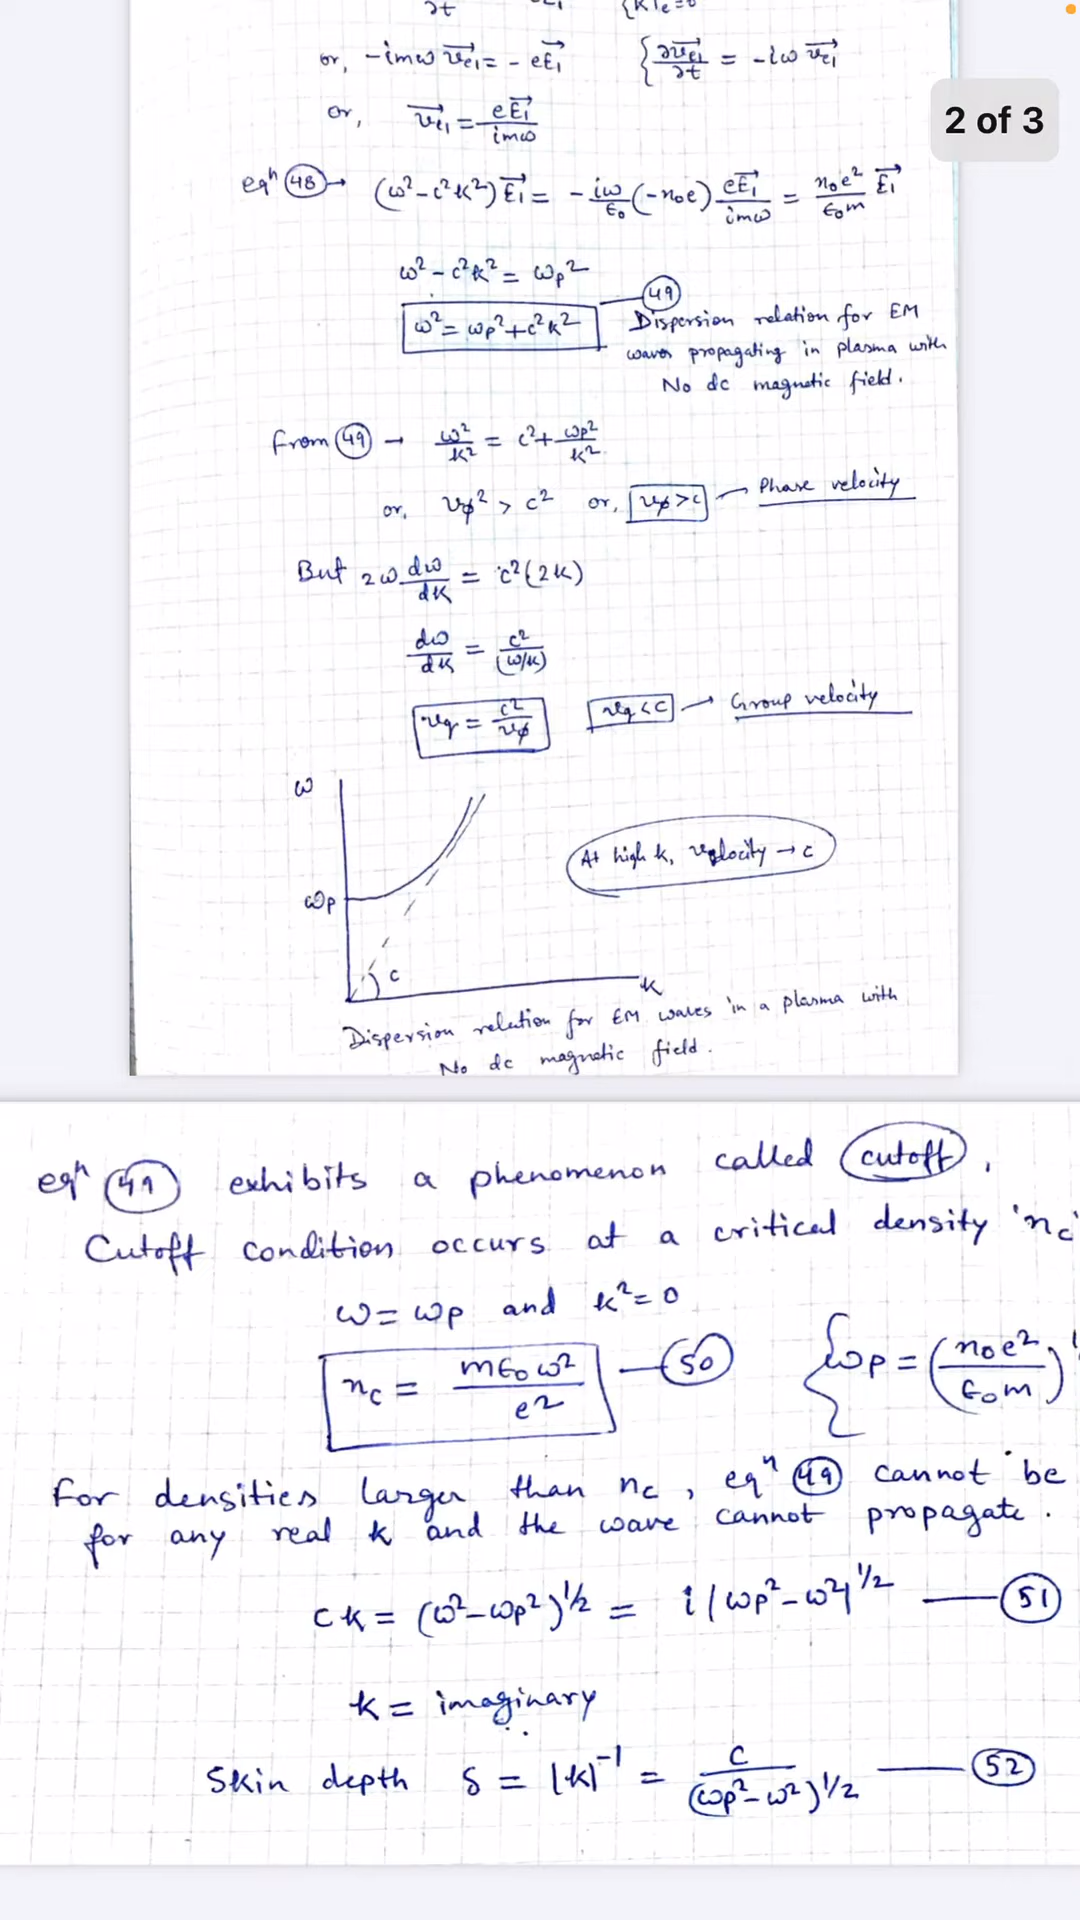 ∂t
{KTe=0
or, -imω v⃗e1 = - eE⃗1 {∂v⃗e1/∂t = -iω v⃗e1
or, v⃗e1 = eE⃗1/imω
2 of 3
eqⁿ (48)→ (ω²-c²k²)E⃗1 = - iω/ε₀ (-n₀e) eE⃗1/imω = n₀e²/ε₀m E⃗1
ω² - c²k² = ωp²
ω² = ωp² + c²k² — (49)
Dispersion relation for EM
waves propagating in plasma with
No dc magnetic field.
From (49) → ω²/k² = c² + ωp²/k²
or, vφ² > c² or, vφ > c — Phase velocity
But 2ω dω/dk = c²(2k)
dω/dk = c²/(ω/k)
vg = c²/vφ vg < c → Group velocity
ω
At high k, velocity → c
ωp
c
k
Dispersion relation for EM waves in a plasma with
No dc magnetic field.
eqⁿ (49) exhibits a phenomenon called cutoff,
Cutoff condition occurs at a critical density 'nc'
ω = ωp and k² = 0
nc = mε₀ω²/e² — (50) {ωp = (n₀e²/ε₀m)
For densities larger than nc, eqⁿ (49) cannot be
for any real k and the wave cannot propagate.
ck = (ω²-ωp²)^1/2 = i|ωp²-ω²|^1/2 — (51)
k = imaginary
Skin depth δ = |k|⁻¹ = c/(ωp²-ω²)^1/2 — (52)